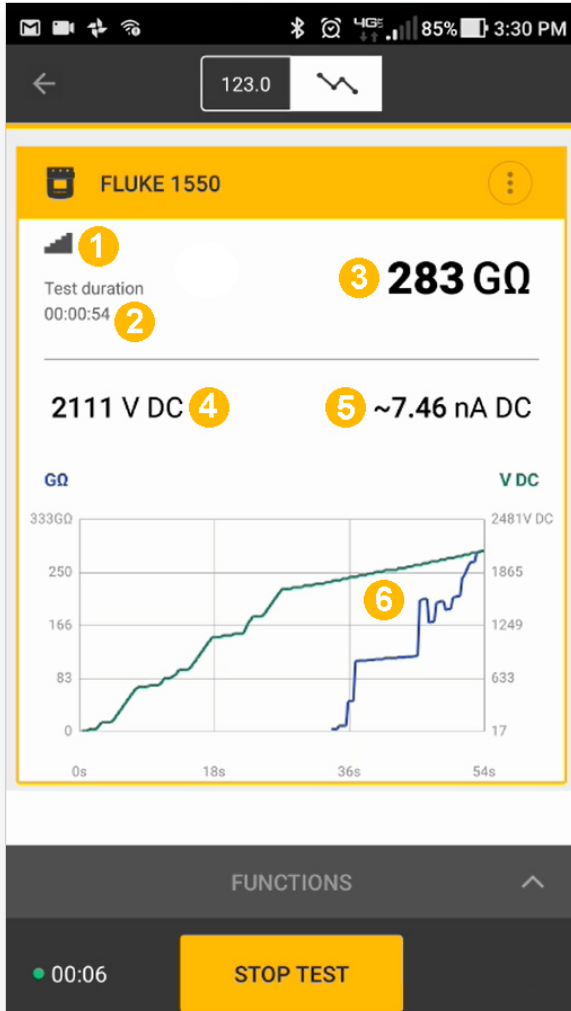 4G 85% 3:30 PM
123.0
FLUKE 1550
1
Test duration
00:00:54 2
3 283 GΩ
2111 V DC 4
5 ~7.46 nA DC
GΩ V DC
333GΩ 2481V DC
250 1865
6
166 1249
83 633
0 17
0s 18s 36s 54s
FUNCTIONS
00:06 STOP TEST